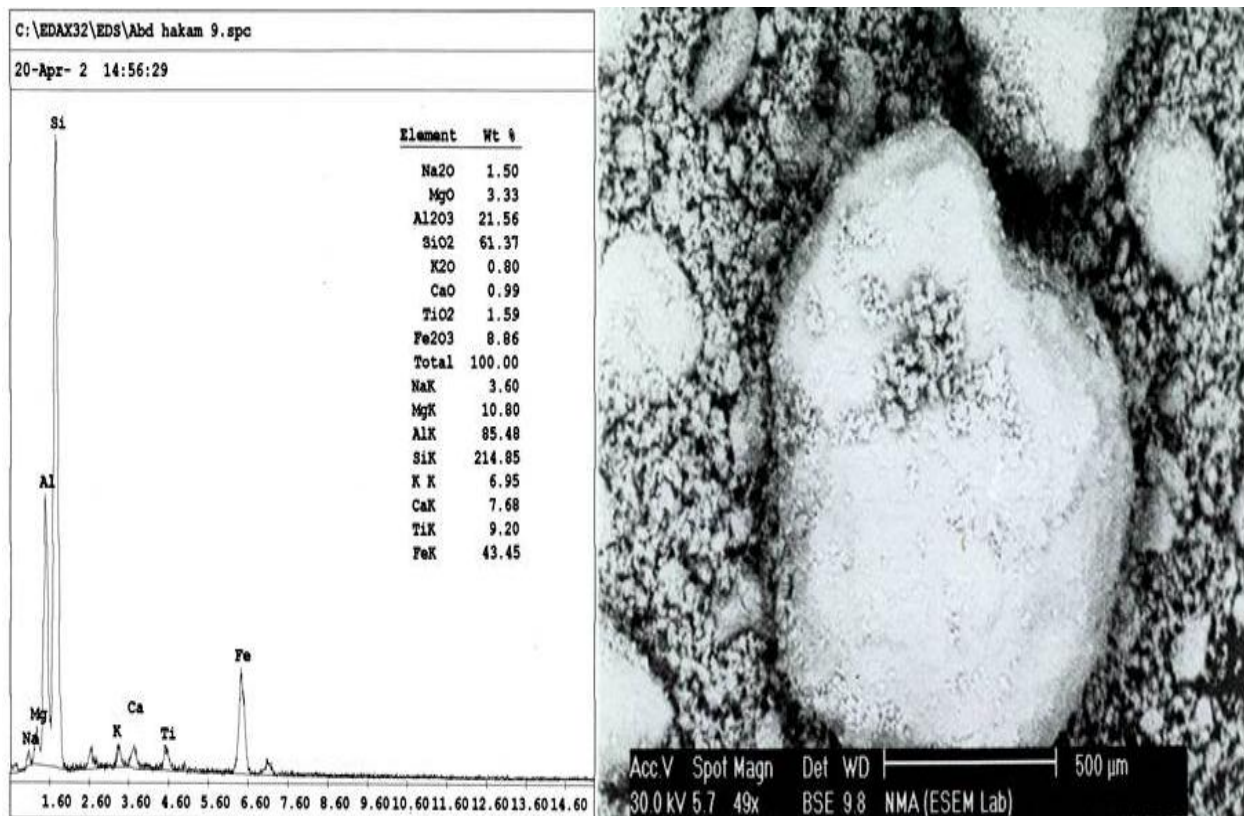 C:\EDAX32\EDS\Abd hakam 9.spc
20-Apr- 2 14:56:29
Si
Element Wt %
Na2O 1.50
MgO 3.33
Al2O3 21.56
SiO2 61.37
K2O 0.80
CaO 0.99
TiO2 1.59
Fe2O3 8.86
Total 100.00
NaK 3.60
MgK 10.80
AlK 85.48
SiK 214.85
K K 6.95
CaK 7.68
TiK 9.20
FeK 43.45
Al
Fe
Mg
Ca
Na
K
Ti
1.60 2.60 3.60 4.60 5.60 6.60 7.60 8.60 9.60 10.60 11.60 12.60 13.60 14.60
Acc.V Spot Magn Det WD 500 µm
30.0 kV 5.7 49x BSE 9.8 NMA (ESEM Lab)